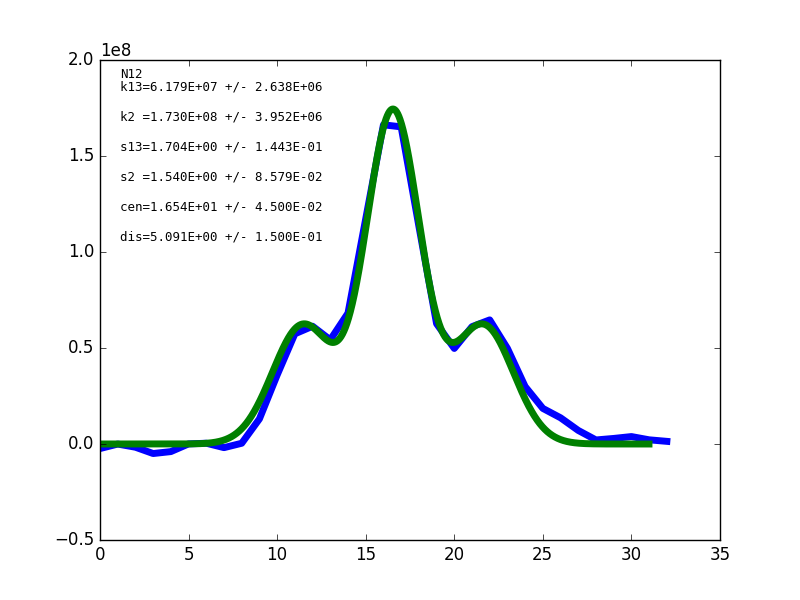 1e8
2.0
1.5
1.0
0.5
0.0
−0.5
N12
k13=6.179E+07 +/- 2.638E+06
k2 =1.730E+08 +/- 3.952E+06
s13=1.704E+00 +/- 1.443E-01
s2 =1.540E+00 +/- 8.579E-02
cen=1.654E+01 +/- 4.500E-02
dis=5.091E+00 +/- 1.500E-01
0 5 10 15 20 25 30 35